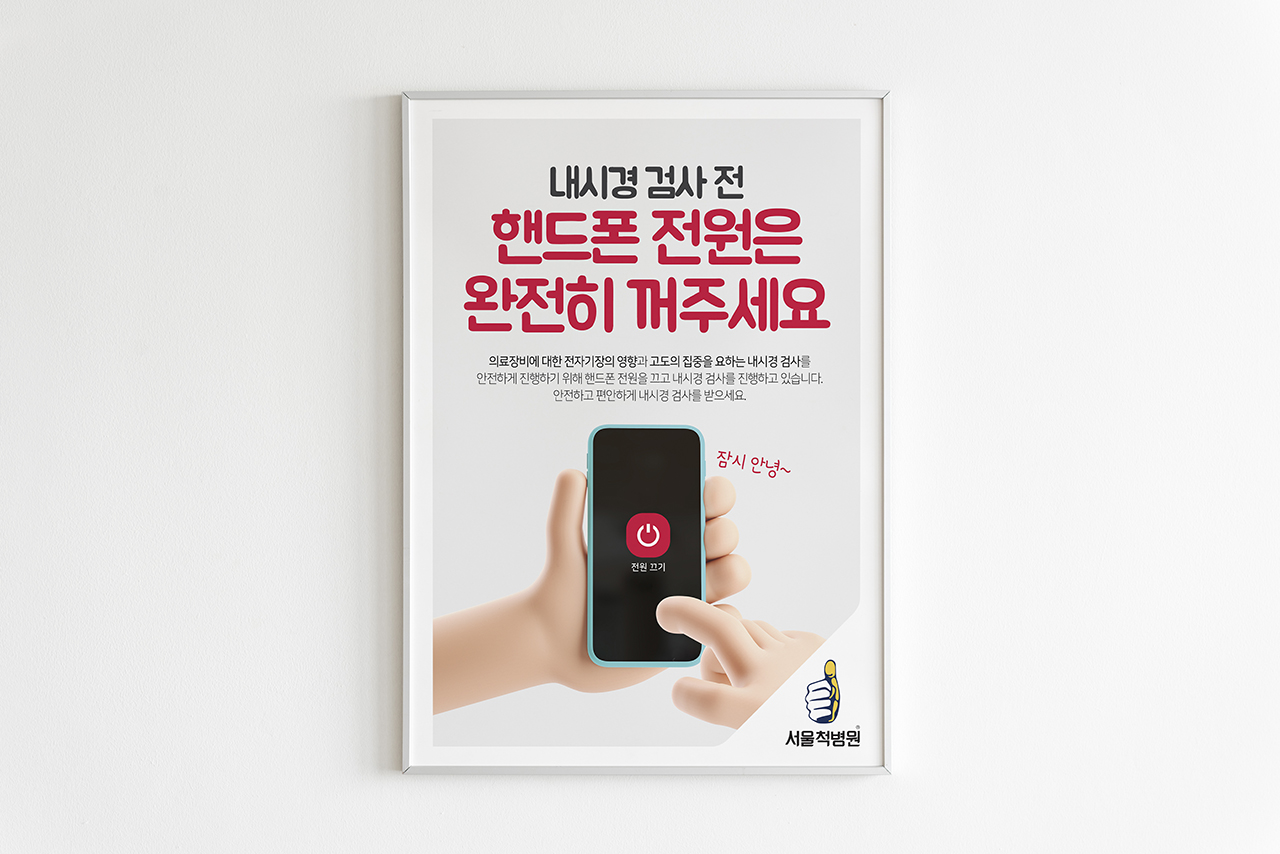 내시경 검사 전
핸드폰 전원은
완전히 꺼주세요
의료장비에 대한 전자기장의 영향과 고도의 집중을 요하는 내시경 검사를
안전하게 진행하기 위해 핸드폰 전원을 끄고 내시경 검사를 진행하고 있습니다.
안전하고 편안하게 내시경 검사를 받으세요.
잠시 안녕~
전원 끄기
서울척병원®